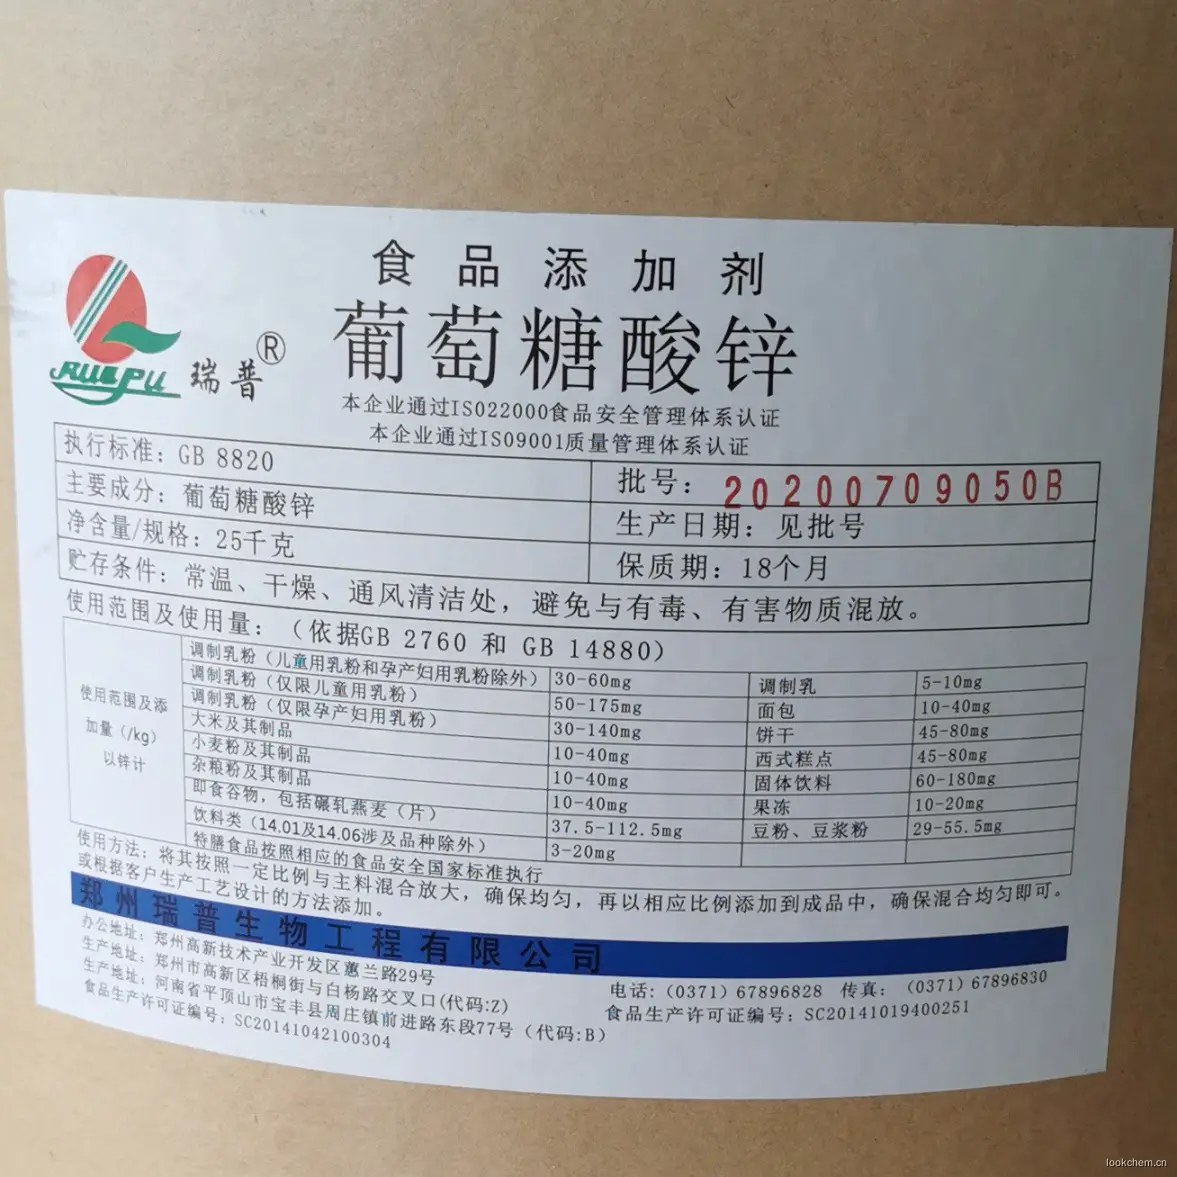 食品添加剂
RUIPU 瑞普®
葡萄糖酸锌
本企业通过ISO22000食品安全管理体系认证
本企业通过ISO9001质量管理体系认证
执行标准：GB 8820
批号：20200709050B
主要成分：葡萄糖酸锌
生产日期：见批号
净含量/规格：25千克
保质期：18个月
贮存条件：常温、干燥、通风清洁处，避免与有毒、有害物质混放。
使用范围及使用量：（依据GB 2760 和 GB 14880）
使用范围及添
加量（/kg）
以锌计
调制乳粉（儿童用乳粉和孕产妇用乳粉除外） 30-60mg 调制乳 5-10mg
调制乳粉（仅限儿童用乳粉） 50-175mg 面包 10-40mg
调制乳粉（仅限孕产妇用乳粉） 30-140mg 饼干 45-80mg
大米及其制品 10-40mg 西式糕点 45-80mg
小麦粉及其制品 10-40mg 固体饮料 60-180mg
杂粮粉及其制品 10-40mg 果冻 10-20mg
即食谷物，包括碾轧燕麦（片） 37.5-112.5mg 豆粉、豆浆粉 29-55.5mg
饮料类（14.01及14.06涉及品种除外） 3-20mg
特膳食品按照相应的食品安全国家标准执行
使用方法：将其按照一定比例与主料混合放大，确保均匀，再以相应比例添加到成品中，确保混合均匀即可。
或根据客户生产工艺设计的方法添加。
郑州瑞普生物工程有限公司
办公地址：郑州高新技术产业开发区蕙兰路29号
电话：（0371）67896828 传真：（0371）67896830
生产地址：郑州市高新区梧桐街与白杨路交叉口(代码:Z)
食品生产许可证编号：SC20141019400251
生产地址：河南省平顶山市宝丰县周庄镇前进路东段77号（代码:B）
食品生产许可证编号：SC20141042100304
lookchem.cn